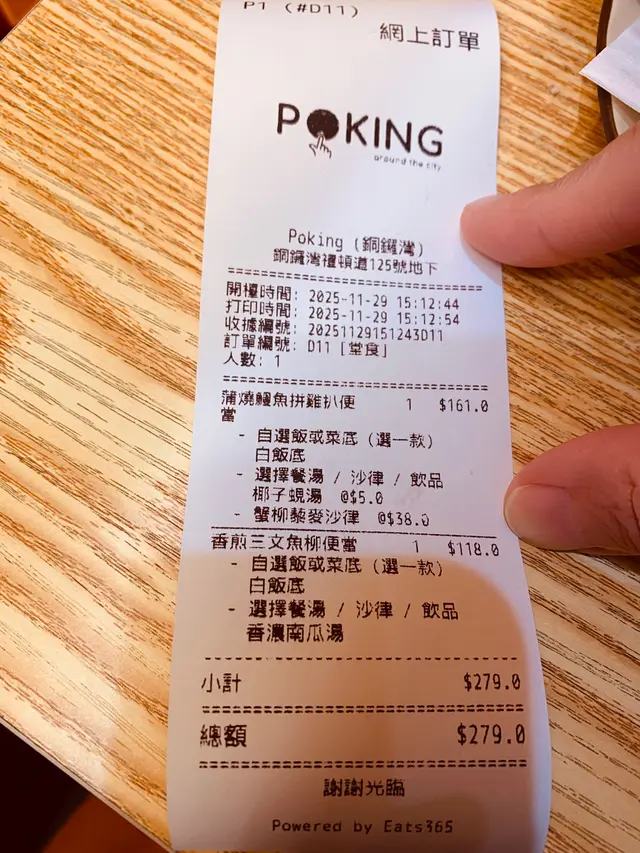 P1 (#D11)
網上訂單
POKING
around the city
Poking (銅鑼灣)
銅鑼灣禮頓道125號地下
開檯時間: 2025-11-29 15:12:44
打印時間: 2025-11-29 15:12:54
收據編號: 20251129151243D11
訂單編號: D11 [堂食]
人數: 1
蒲燒鰻魚拼雞扒便當 1 $161.0
- 自選飯或菜底 (選一款)
白飯底
- 選擇餐湯 / 沙律 / 飲品
椰子蜆湯 @$5.0
- 蟹柳藜麥沙律 @$38.0
香煎三文魚柳便當 1 $118.0
- 自選飯或菜底 (選一款)
白飯底
- 選擇餐湯 / 沙律 / 飲品
香濃南瓜湯
小計 $279.0
總額 $279.0
謝謝光臨
Powered by Eats365